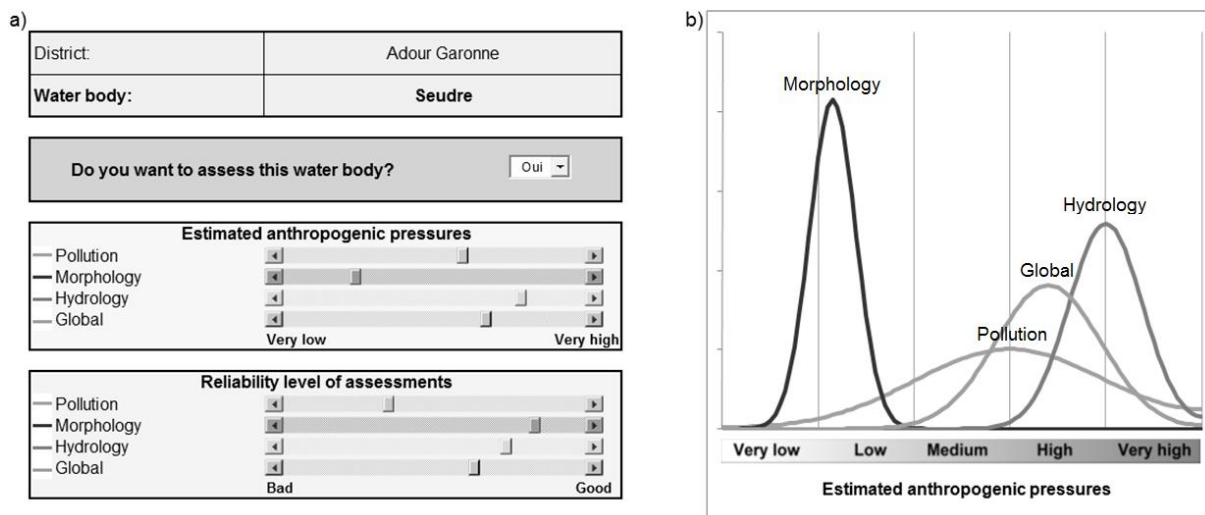 a)
District: Adour Garonne
Water body: Seudre
Do you want to assess this water body? Oui
Estimated anthropogenic pressures
Pollution
Morphology
Hydrology
Global
Very low Very high
Reliability level of assessments
Pollution
Morphology
Hydrology
Global
Bad Good
b)
Morphology
Hydrology
Global
Pollution
Very low Low Medium High Very high
Estimated anthropogenic pressures